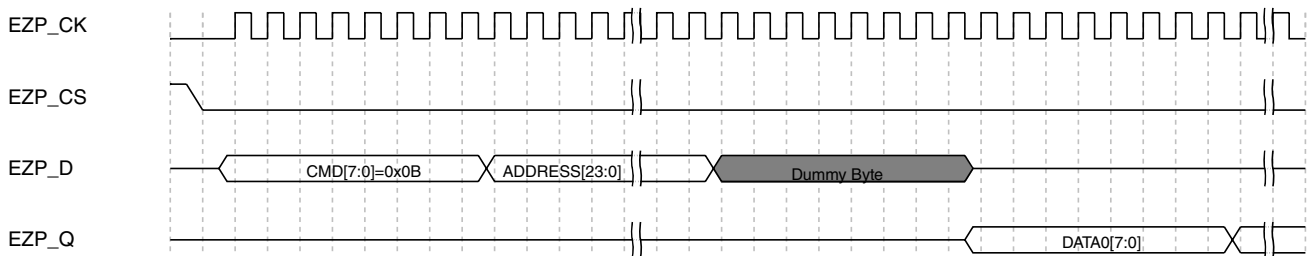 EZP_CK
EZP_CS
EZP_D
CMD[7:0]=0x0B
ADDRESS[23:0]
Dummy Byte
EZP_Q
DATA0[7:0]